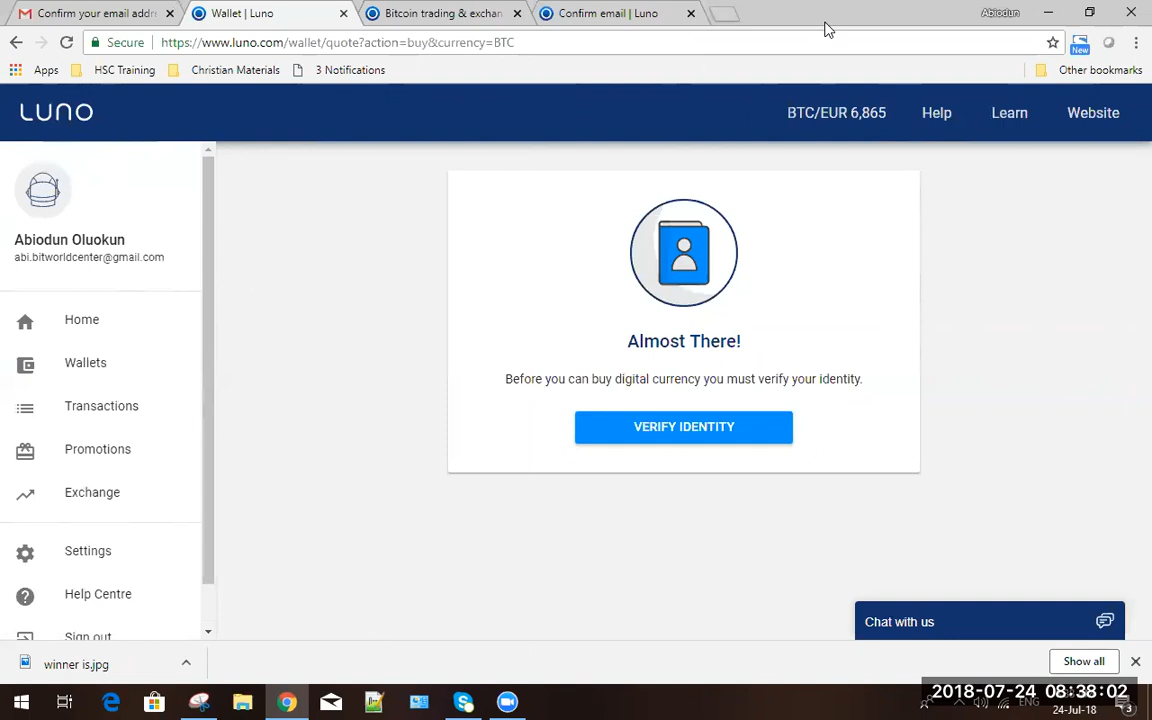 Confirm your email addr
Wallet | Luno
Bitcoin trading & exchan
Confirm email | Luno
Abiodun
Secure
https://www.luno.com/wallet/quote?action=buy&currency=BTC
New
Apps
HSC Training
Christian Materials
3 Notifications
Other bookmarks
LUNO
BTC/EUR 6,865
Help
Learn
Website
Abiodun Oluokun
abi.bitworldcenter@gmail.com
Home
Wallets
Transactions
Promotions
Exchange
Settings
Help Centre
Sign out
Almost There!
Before you can buy digital currency you must verify your identity.
VERIFY IDENTITY
Chat with us
winner is.jpg
Show all
2018-07-24 08:38:02
ENG
24-Jul-18
3